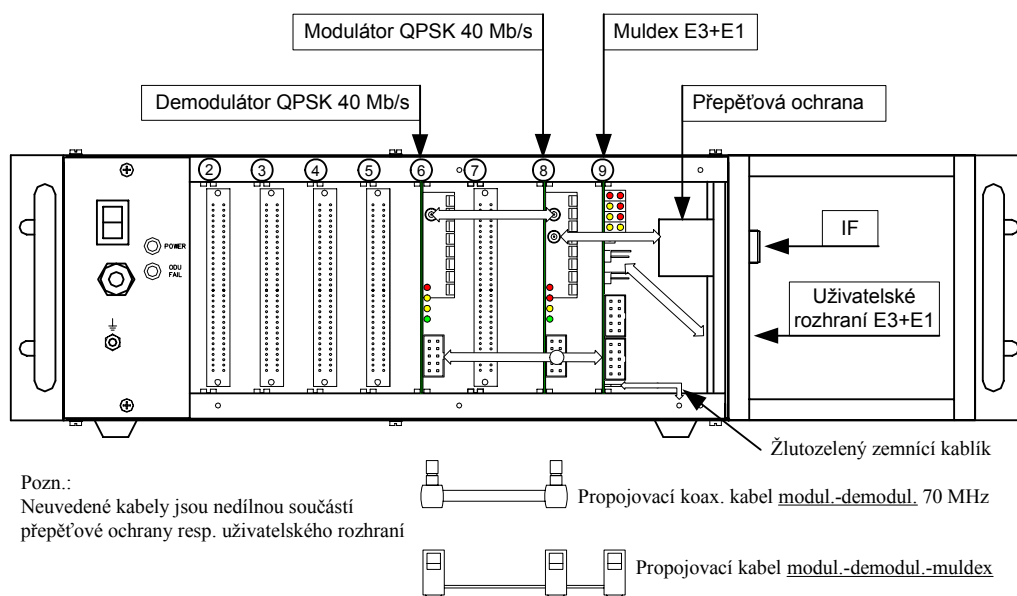 Modulátor QPSK 40 Mb/s
Muldex E3+E1
Demodulátor QPSK 40 Mb/s
Přepěťová ochrana
2
3
4
5
6
7
8
9
POWER
ODU
FAIL
IF
Uživatelské
rozhraní E3+E1
Žlutozelený zemnící kablík
Pozn.:
Neuvedené kabely jsou nedílnou součástí
přepěťové ochrany resp. uživatelského rozhraní
Propojovací koax. kabel modul.-demodul. 70 MHz
Propojovací kabel modul.-demodul.-muldex